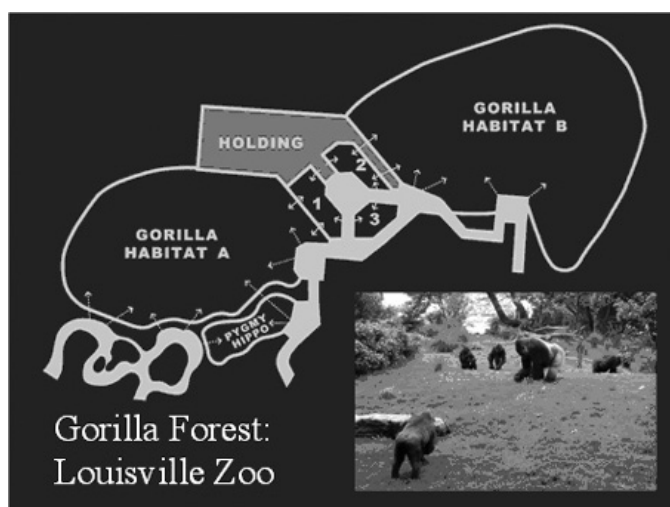 GORILLA
HABITAT B
HOLDING
2
1
3
GORILLA
HABITAT A
PYGMY
HIPPO
Gorilla Forest:
Louisville Zoo